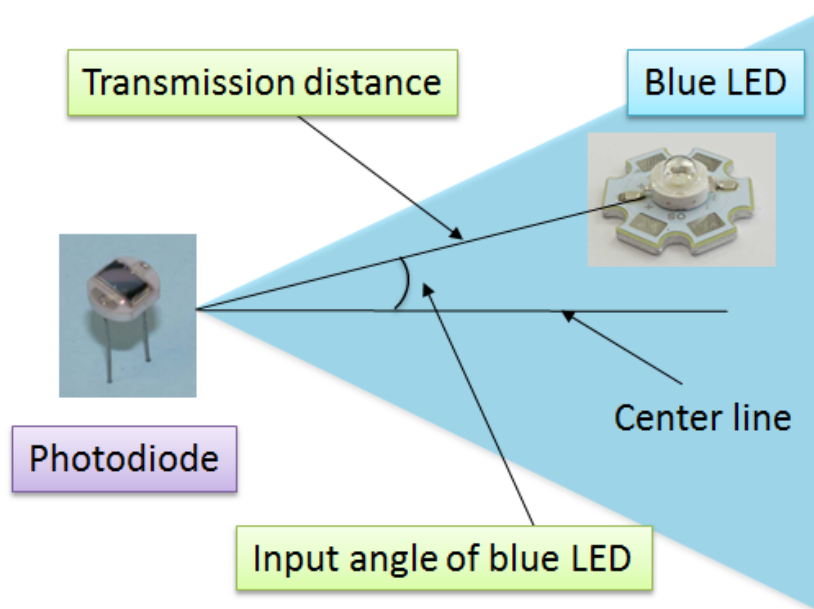 Transmission distance
Blue LED
Photodiode
Center line
Input angle of blue LED